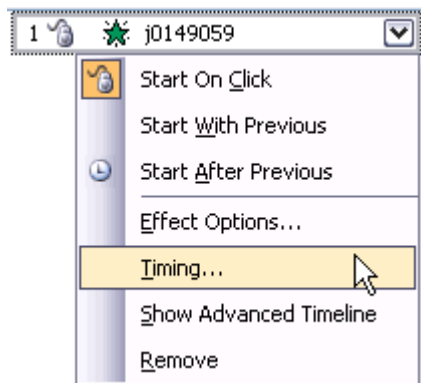 1 j0149059
Start On Click
Start With Previous
Start After Previous
Effect Options...
Timing...
Show Advanced Timeline
Remove